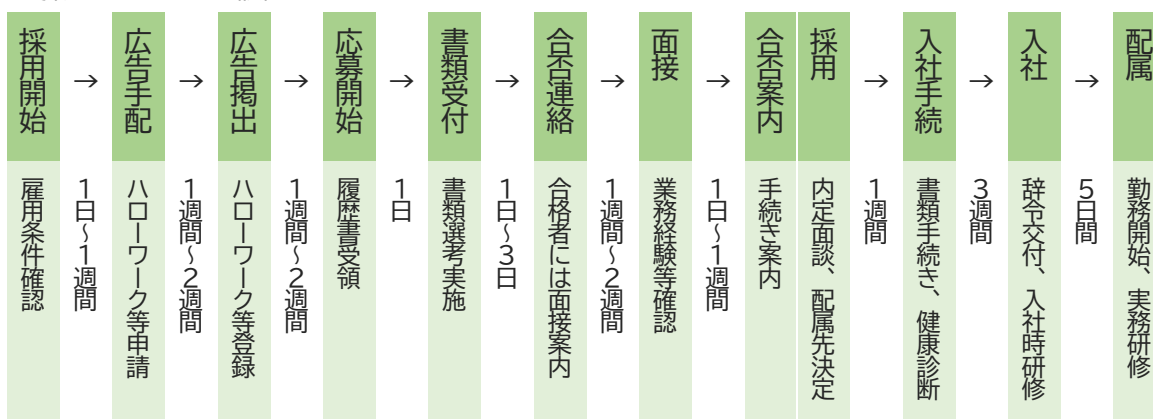 採用開始
雇用条件確認
→
1日～1週間
広告手配
ハローワーク等申請
→
1週間～2週間
広告掲出
ハローワーク等登録
→
1週間～2週間
応募開始
履歴書受領
→
1日
書類受付
書類選考実施
→
1日～3日
合否連絡
合格者には面接案内
→
1週間～2週間
面接
業務経験等確認
→
1日～1週間
合否案内
手続き案内
採用
内定面談、配属先決定
→
1週間
入社手続
書類手続き、健康診断
→
3週間
入社
辞令交付、入社時研修
→
5日間
配属
勤務開始、実務研修